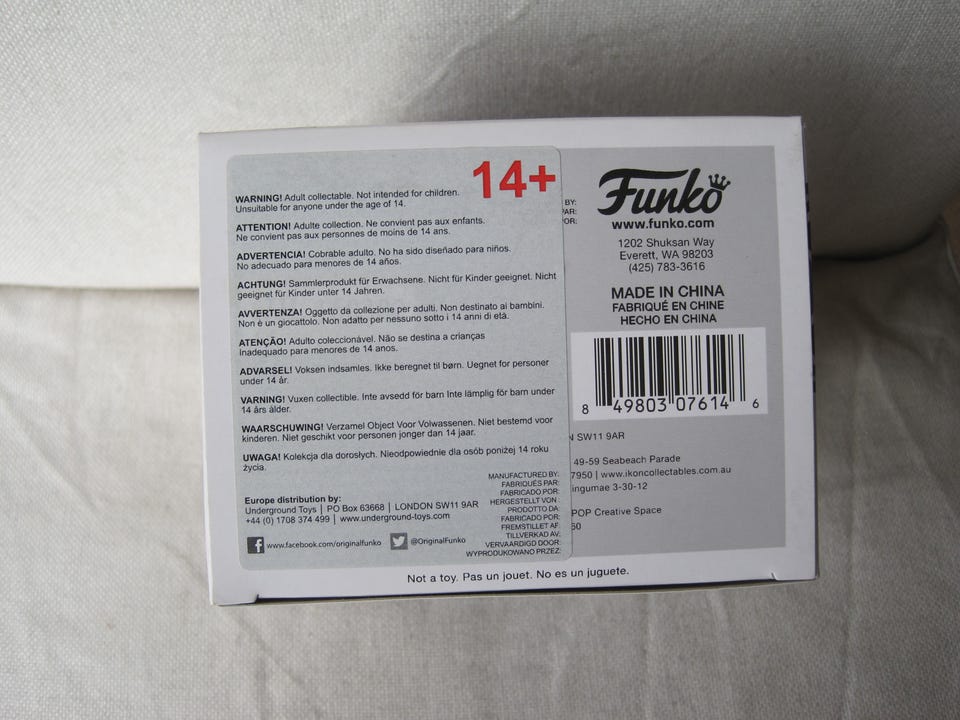 14+
WARNING! Adult collectable. Not intended for children.
Unsuitable for anyone under the age of 14.
ATTENTION! Adulte collection. Ne convient pas aux enfants.
Ne convient pas aux personnes de moins de 14 ans.
ADVERTENCIA! Cobrable adulto. No ha sido diseñado para niños.
No adecuado para menores de 14 años.
ACHTUNG! Sammlerprodukt für Erwachsene. Nicht für Kinder geeignet. Nicht
geeignet für Kinder unter 14 Jahren.
AVVERTENZA! Oggetto da collezione per adulti. Non destinato ai bambini.
Non è un giocattolo. Non adatto per nessuno sotto i 14 anni di età.
ATENÇÃO! Adulto coleccionável. Não se destina a crianças
Inadequado para menores de 14 anos.
ADVARSEL! Voksen indsamles. Ikke beregnet til børn. Uegnet for personer
under 14 år.
VARNING! Vuxen collectible. Inte avsedd för barn Inte lämplig för barn under
14 års ålder.
WAARSCHUWING! Verzamel Object Voor Volwassenen. Niet bestemd voor
kinderen. Niet geschikt voor personen jonger dan 14 jaar.
UWAGA! Kolekcja dla dorosłych. Nieodpowiednie dla osób poniżej 14 roku
życia.
Europe distribution by:
Underground Toys | PO Box 63668 | LONDON SW11 9AR
+44 (0) 1708 374 499 | www.underground-toys.com
www.facebook.com/originalfunko @OriginalFunko
MANUFACTURED BY:
FABRIQUÉS PAR:
FABRICADO POR:
HERGESTELLT VON :
PRODOTTO DA:
FABRICADO POR:
FREMSTILLET AF:
TILLVERKAD AV:
VERVAARDIGD DOOR:
WYPRODUKOWANO PRZEZ:
BY:
PAR:
POR:
Funko
www.funko.com
1202 Shuksan Way
Everett, WA 98203
(425) 783-3616
MADE IN CHINA
FABRIQUÉ EN CHINE
HECHO EN CHINA
8 49803 07614 6
N SW11 9AR
49-59 Seabeach Parade
7950 | www.ikoncollectables.com.au
ingumae 3-30-12
POP Creative Space
60
Not a toy. Pas un jouet. No es un juguete.